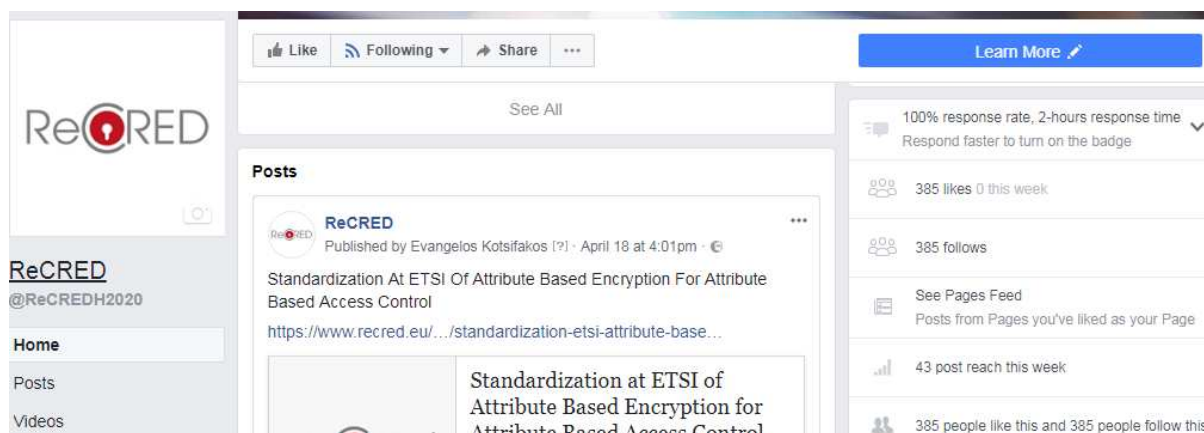 ReCRED
ReCRED
@ReCREDH2020
Home
Posts
Videos
Like Following Share ...
See All
Posts
ReCRED
ReCRED
Published by Evangelos Kotsifakos [?] · April 18 at 4:01pm ·
Standardization At ETSI Of Attribute Based Encryption For Attribute
Based Access Control
https://www.recred.eu/.../standardization-etsi-attribute-base...
Standardization at ETSI of
Attribute Based Encryption for
Attribute Based Access Control
Learn More
100% response rate, 2-hours response time
Respond faster to turn on the badge
385 likes 0 this week
385 follows
See Pages Feed
Posts from Pages you've liked as your Page
43 post reach this week
385 people like this and 385 people follow